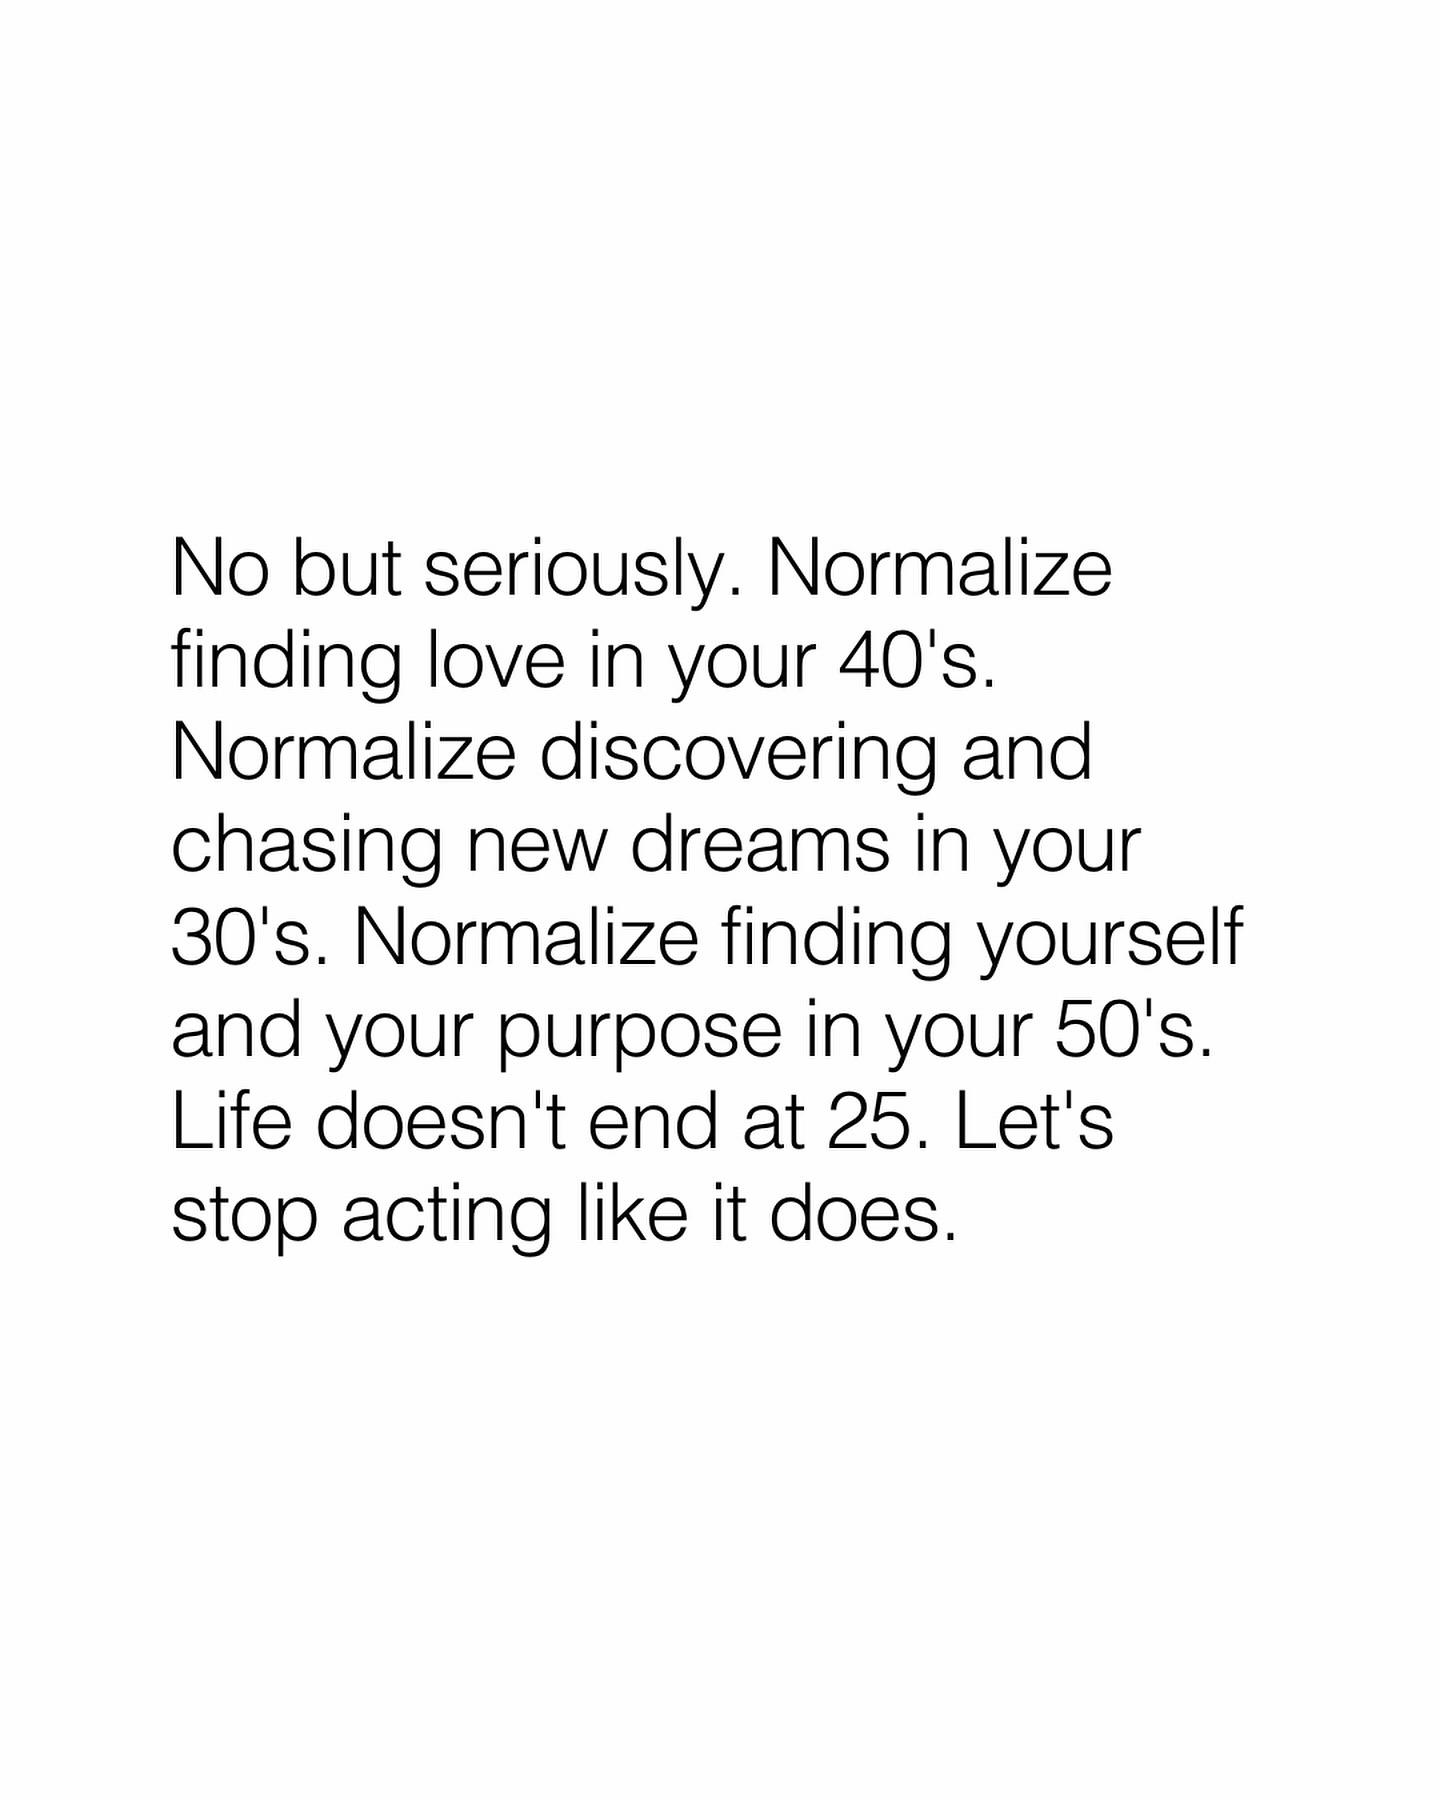 No but seriously. Normalize
finding love in your 40's.
Normalize discovering and
chasing new dreams in your
30's. Normalize finding yourself
and your purpose in your 50's.
Life doesn't end at 25. Let's
stop acting like it does.